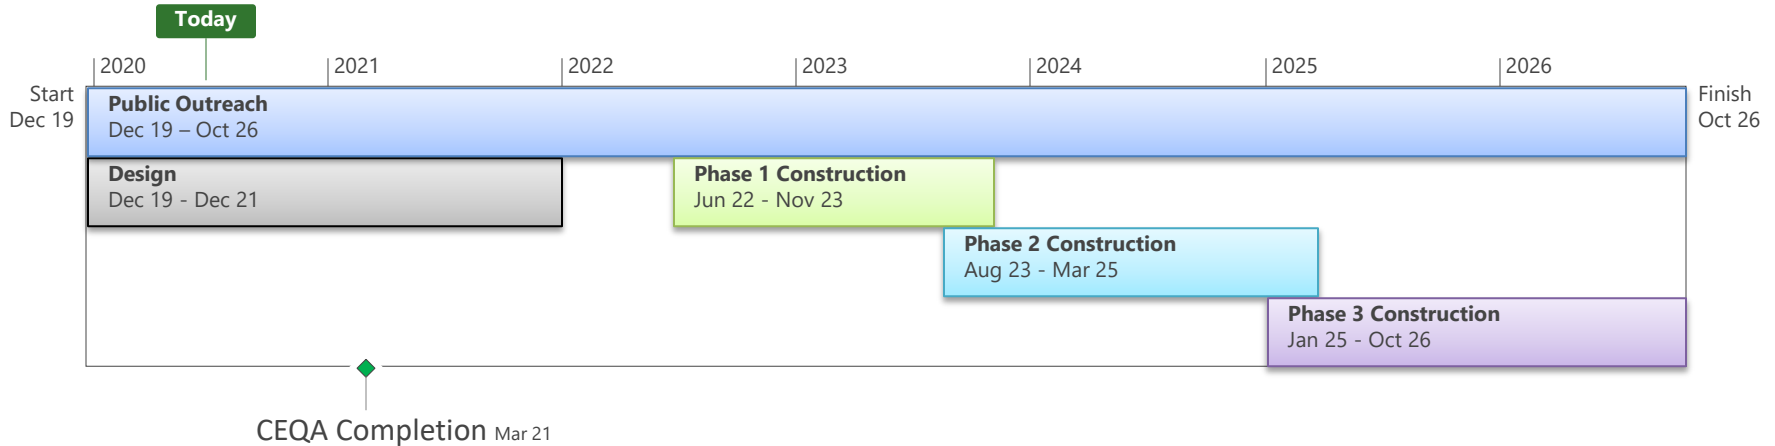 Today
2020 2021 2022 2023 2024 2025 2026
Start
Dec 19
Finish
Oct 26
Public Outreach
Dec 19 – Oct 26
Design
Dec 19 - Dec 21
Phase 1 Construction
Jun 22 - Nov 23
Phase 2 Construction
Aug 23 - Mar 25
Phase 3 Construction
Jan 25 - Oct 26
CEQA Completion Mar 21